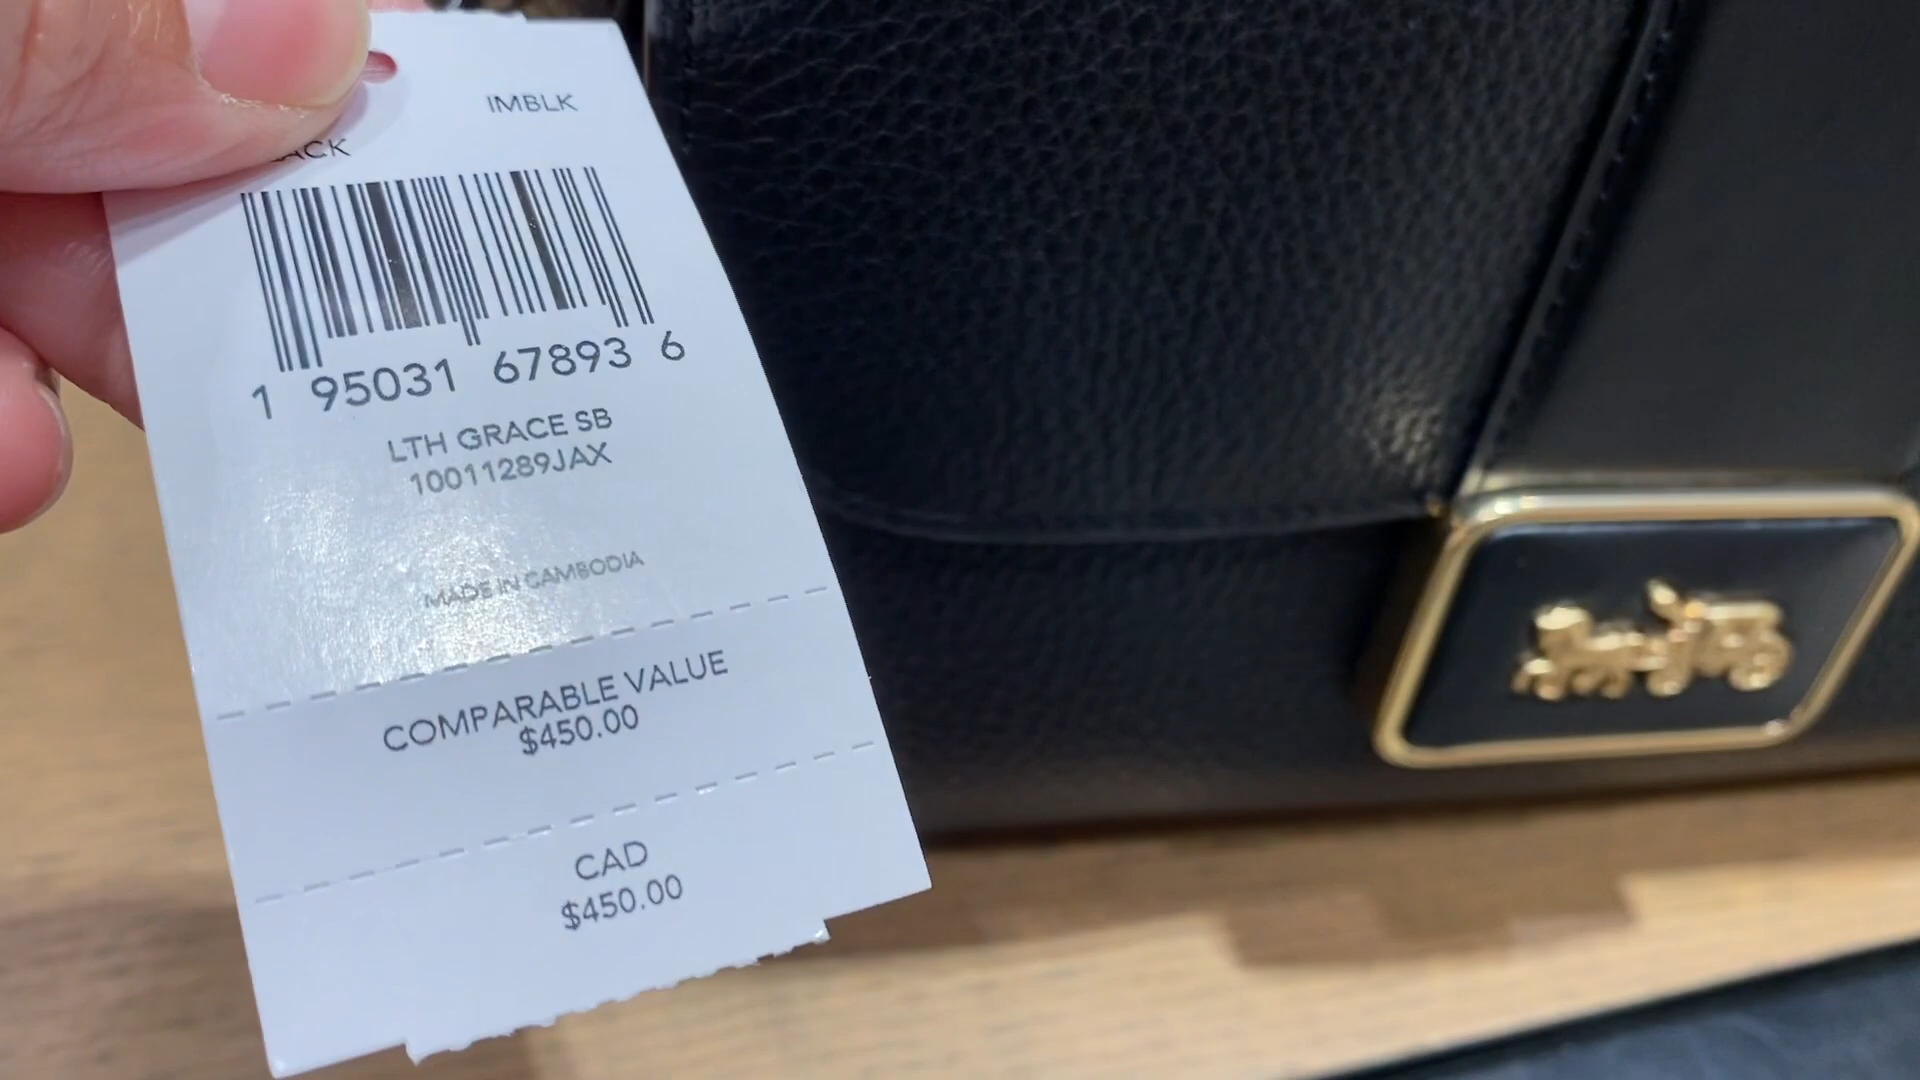 IMBLK
ACK
1 95031 67893 6
LTH GRACE SB
10011289JAX
MADE IN CAMBODIA
COMPARABLE VALUE
$450.00
CAD
$450.00